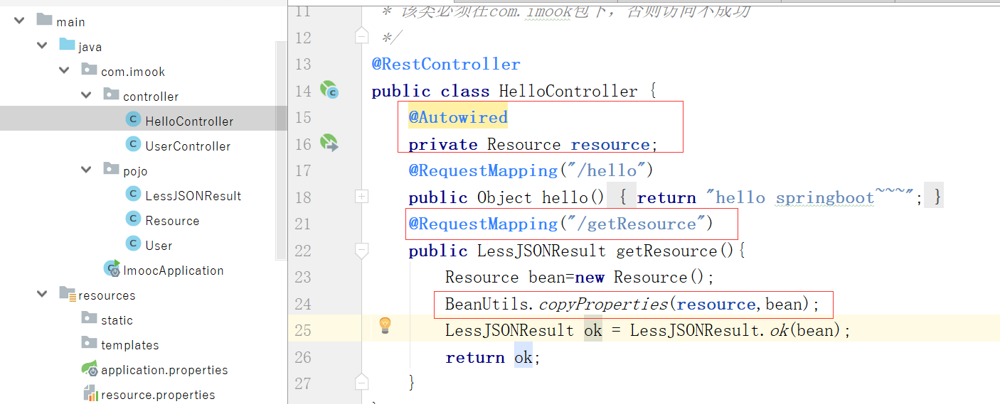 main
java
com.imook
controller
HelloController
UserController
pojo
LessJSONResult
Resource
User
ImoocApplication
resources
static
templates
application.properties
resource.properties
11 * 该类必须在com.imook包下，否则访问不成功
12 */
13 @RestController
14 public class HelloController {
15 @Autowired
16 private Resource resource;
17 @RequestMapping("/hello")
18 public Object hello() { return "hello springboot~~~"; }
21 @RequestMapping("/getResource")
22 public LessJSONResult getResource(){
23 Resource bean=new Resource();
24 BeanUtils.copyProperties(resource,bean);
25 LessJSONResult ok = LessJSONResult.ok(bean);
26 return ok;
27 }